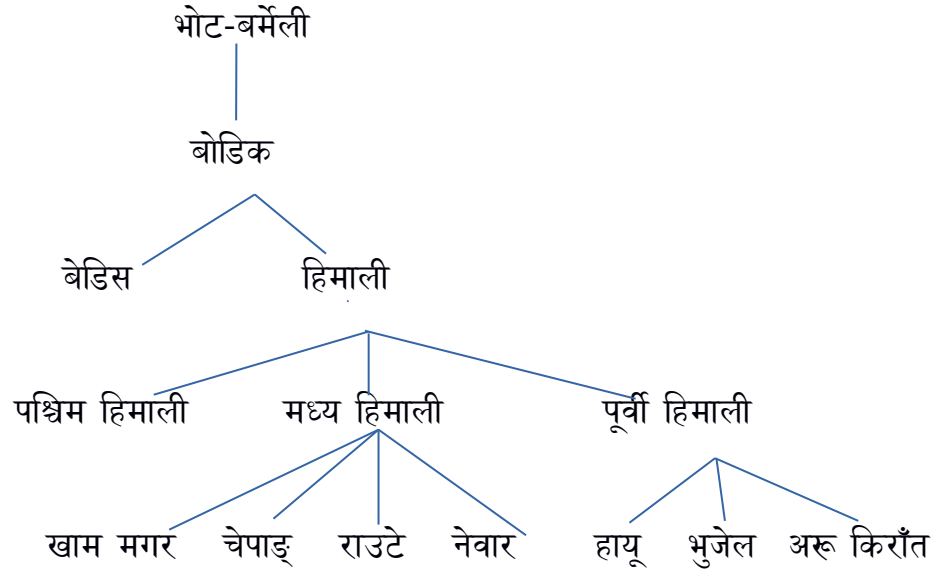 भोट-बर्मेली
बोडिक
बेडिस हिमाली
पश्चिम हिमाली मध्य हिमाली पूर्वी हिमाली
खाम मगर चेपाङ् राउटे नेवार हायू भुजेल अरू किराँत